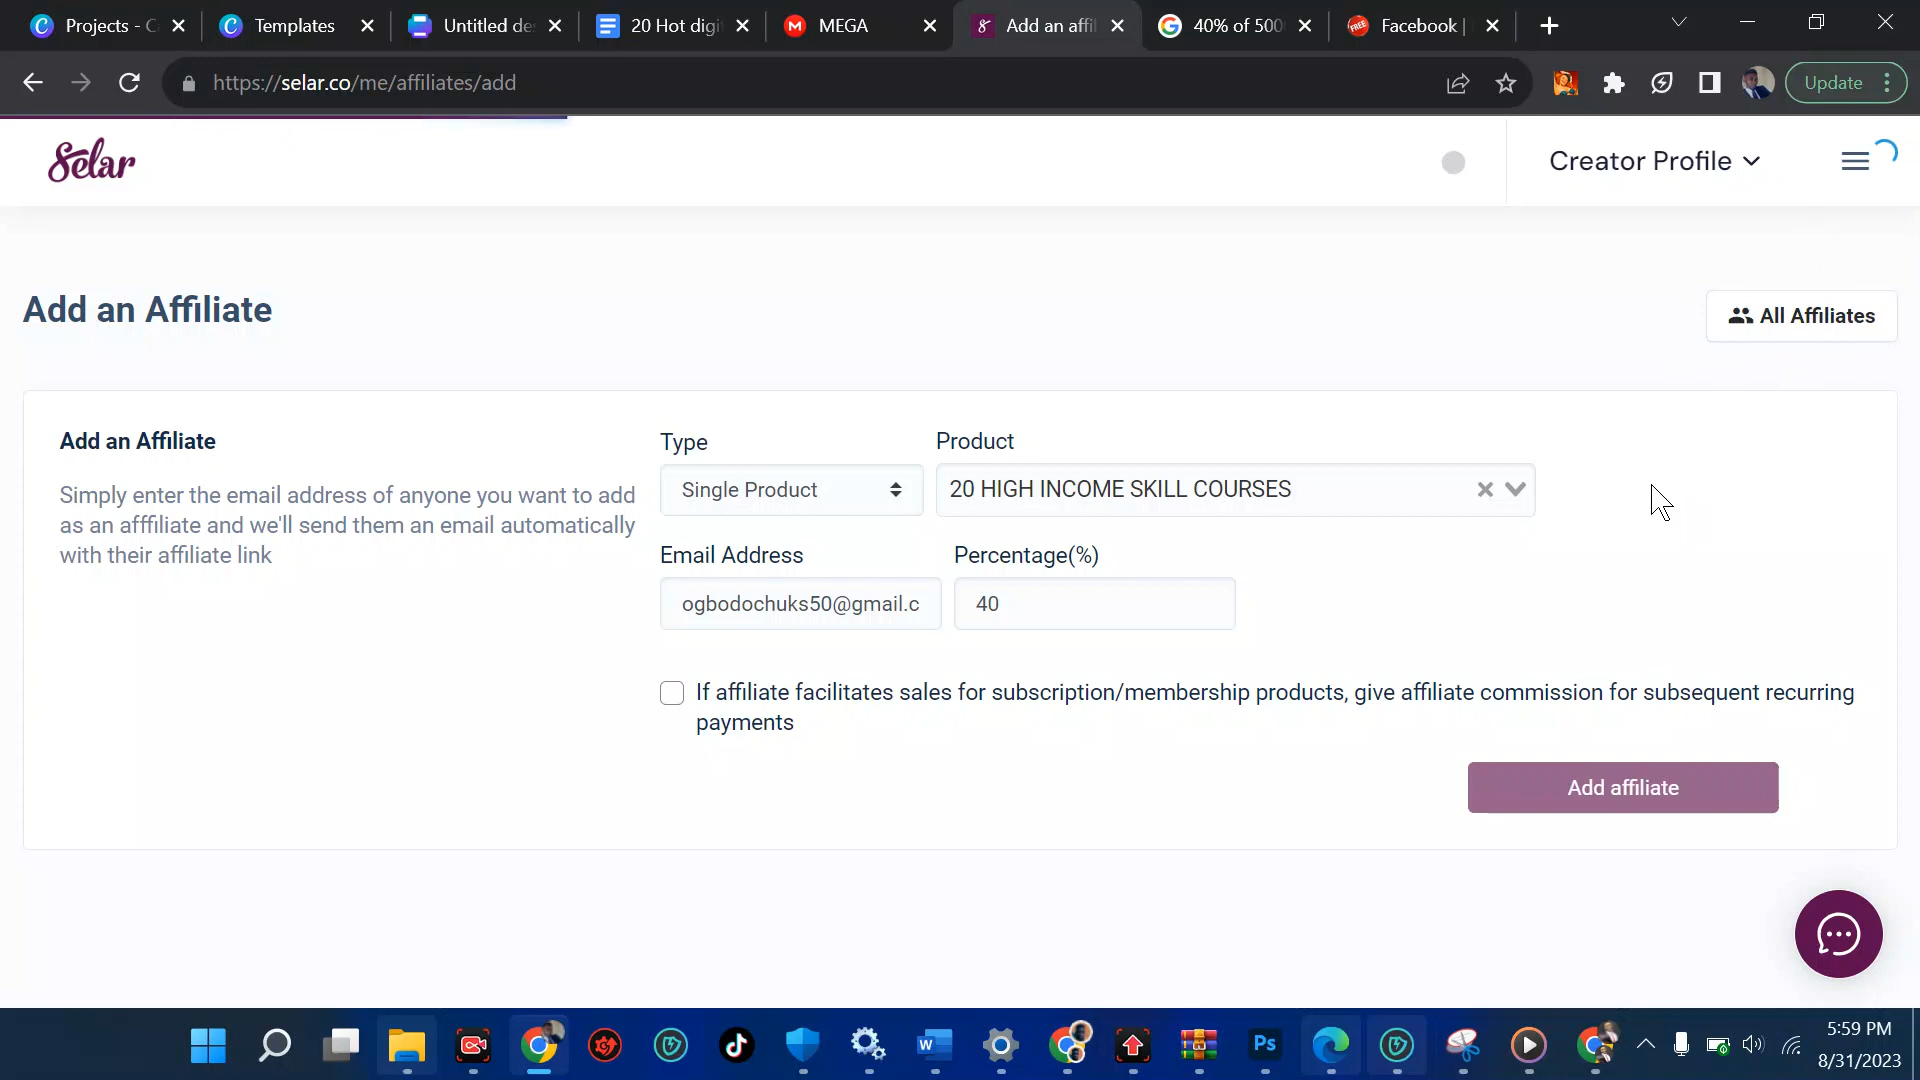 Projects - C
Templates
Untitled de
20 Hot digi
MEGA
Add an affil
40% of 500
Facebook |
https://selar.co/me/affiliates/add
Update
Selar
Creator Profile
Add an Affiliate
All Affiliates
Add an Affiliate
Simply enter the email address of anyone you want to add
as an afffiliate and we'll send them an email automatically
with their affiliate link
Type
Product
Single Product
20 HIGH INCOME SKILL COURSES
Email Address
Percentage(%)
ogbodochuks50@gmail.c
40
If affiliate facilitates sales for subscription/membership products, give affiliate commission for subsequent recurring
payments
Add affiliate
5:59 PM
8/31/2023